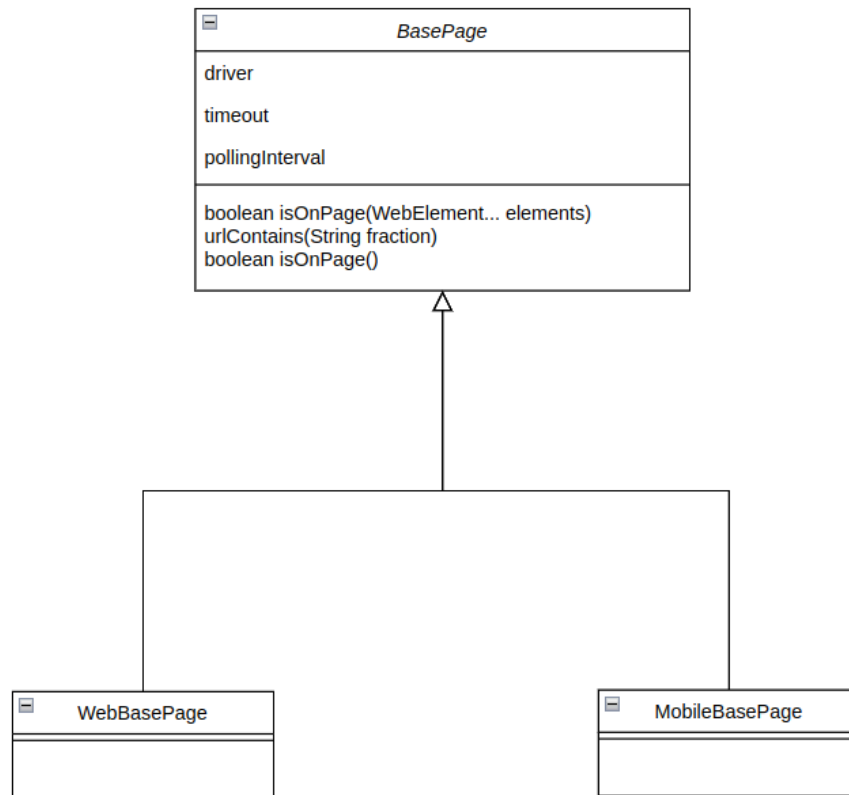 BasePage
driver
timeout
pollingInterval
boolean isOnPage(WebElement... elements)
urlContains(String fraction)
boolean isOnPage()
WebBasePage
MobileBasePage